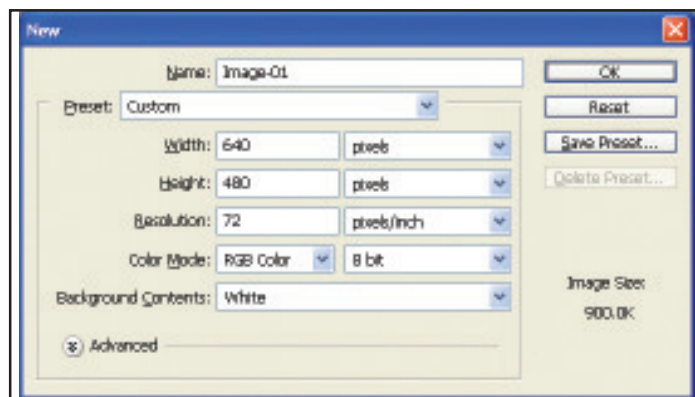 New
Name: Image-01
OK
Preset: Custom
Reset
Width: 640 pixels
Save Preset...
Height: 480 pixels
Delete Preset...
Resolution: 72 pixels/inch
Color Mode: RGB Color 8 bit
Image Size:
Background Contents: White
900.0K
Advanced